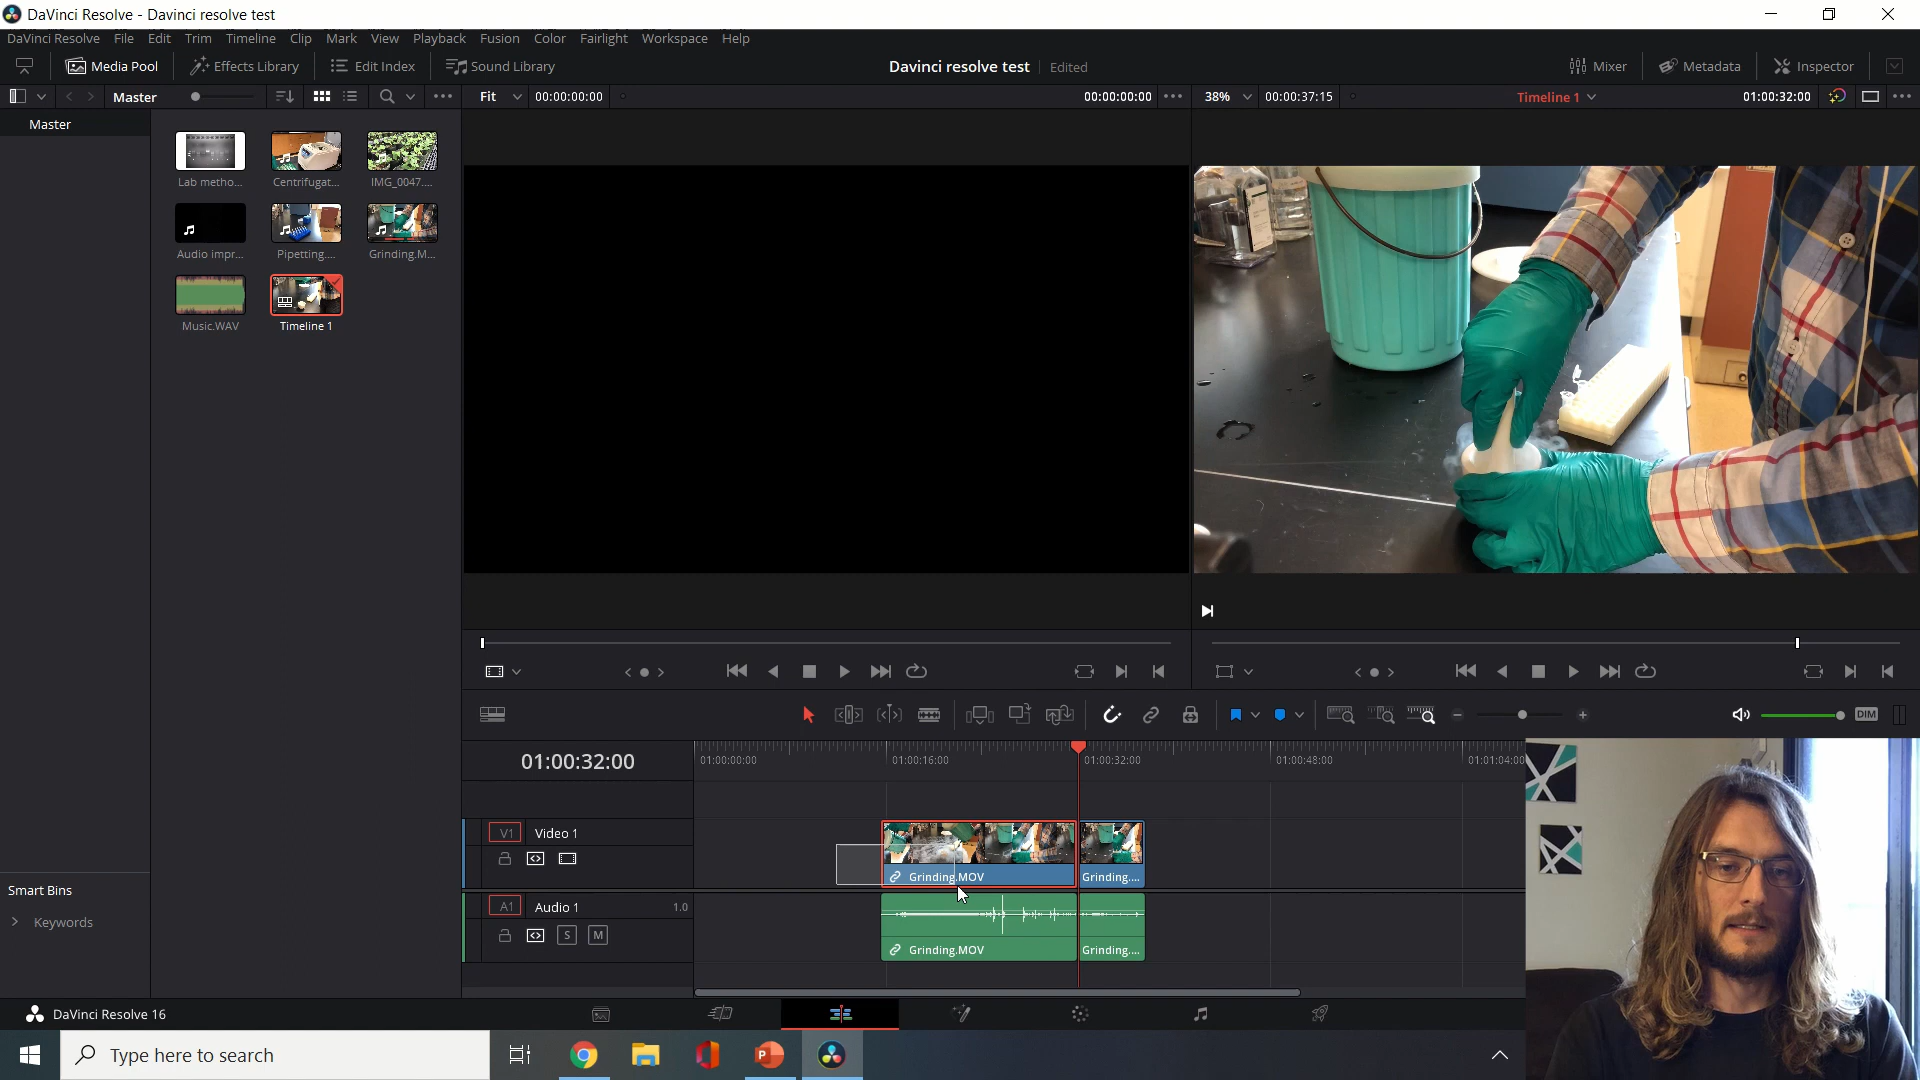 DaVinci Resolve - Davinci resolve test
DaVinci Resolve File Edit Trim Timeline Clip Mark View Playback Fusion Color Fairlight Workspace Help
Media Pool Effects Library Edit Index Sound Library Davinci resolve test Edited Mixer Metadata Inspector
Master Fit 00:00:00:00 00:00:00:00 38% 00:00:37:15 Timeline 1 01:00:32:00
Master
Lab metho... Centrifugat... IMG_0047....
Audio impr... Pipetting.... Grinding.M...
Music.WAV Timeline 1
DIM
01:00:32:00 01:00:00:00 01:00:16:00 01:00:32:00 01:00:48:00 01:01:04:00
V1 Video 1
Grinding.MOV Grinding....
Smart Bins
A1 Audio 1 1.0
Keywords
S M
Grinding.MOV Grinding....
DaVinci Resolve 16
Type here to search